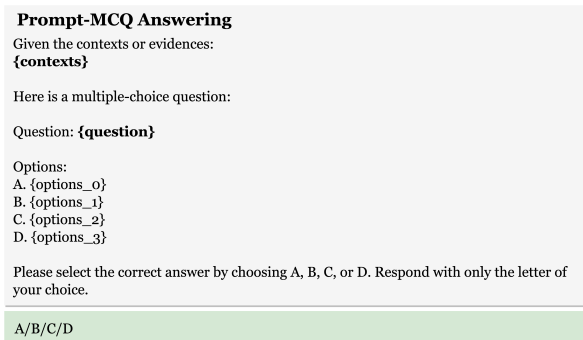 Prompt-MCQ Answering
Given the contexts or evidences:
{contexts}
Here is a multiple-choice question:
Question: {question}
Options:
A. {options_0}
B. {options_1}
C. {options_2}
D. {options_3}
Please select the correct answer by choosing A, B, C, or D. Respond with only the letter of
your choice.
A/B/C/D